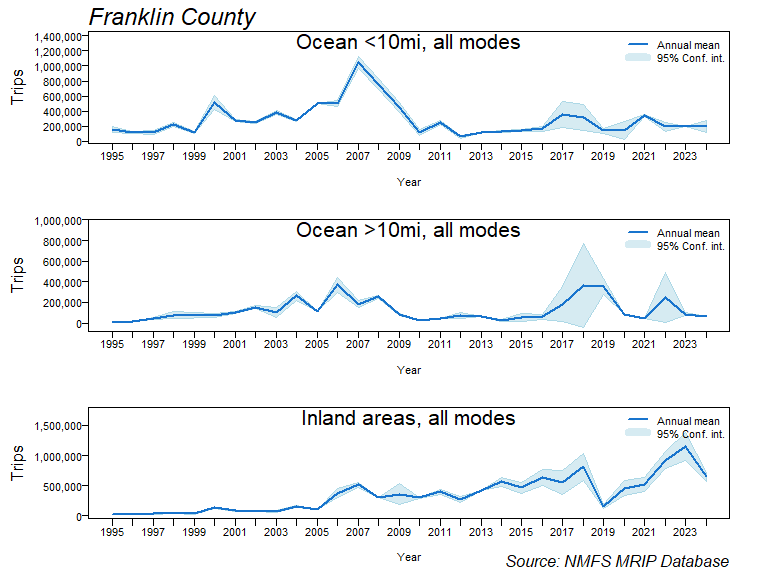 Franklin County
Ocean <10mi, all modes
Annual mean
95% Conf. int.
1,400,000
1,200,000
1,000,000
800,000
600,000
400,000
200,000
0
Trips
1995 1997 1999 2001 2003 2005 2007 2009 2011 2013 2015 2017 2019 2021 2023
Year
Ocean >10mi, all modes
Annual mean
95% Conf. int.
1,000,000
800,000
600,000
400,000
200,000
0
Trips
1995 1997 1999 2001 2003 2005 2007 2009 2011 2013 2015 2017 2019 2021 2023
Year
Inland areas, all modes
Annual mean
95% Conf. int.
1,500,000
1,000,000
500,000
0
Trips
1995 1997 1999 2001 2003 2005 2007 2009 2011 2013 2015 2017 2019 2021 2023
Year
Source: NMFS MRIP Database